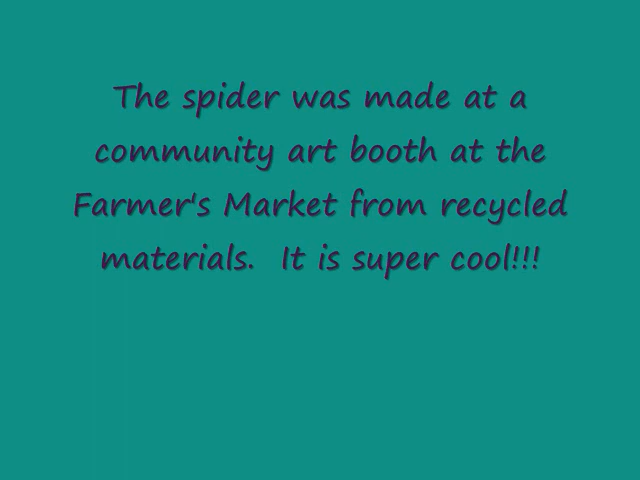 The spider was made at a
community art booth at the
Farmer's Market from recycled
materials.  It is super cool!!!